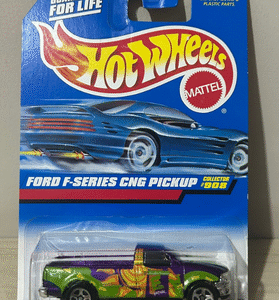 FOR LIFE
PLASTIC PARTS
Hot Wheels
MATTEL
FORD F-SERIES CNG PICKUP
COLLECTOR
#908